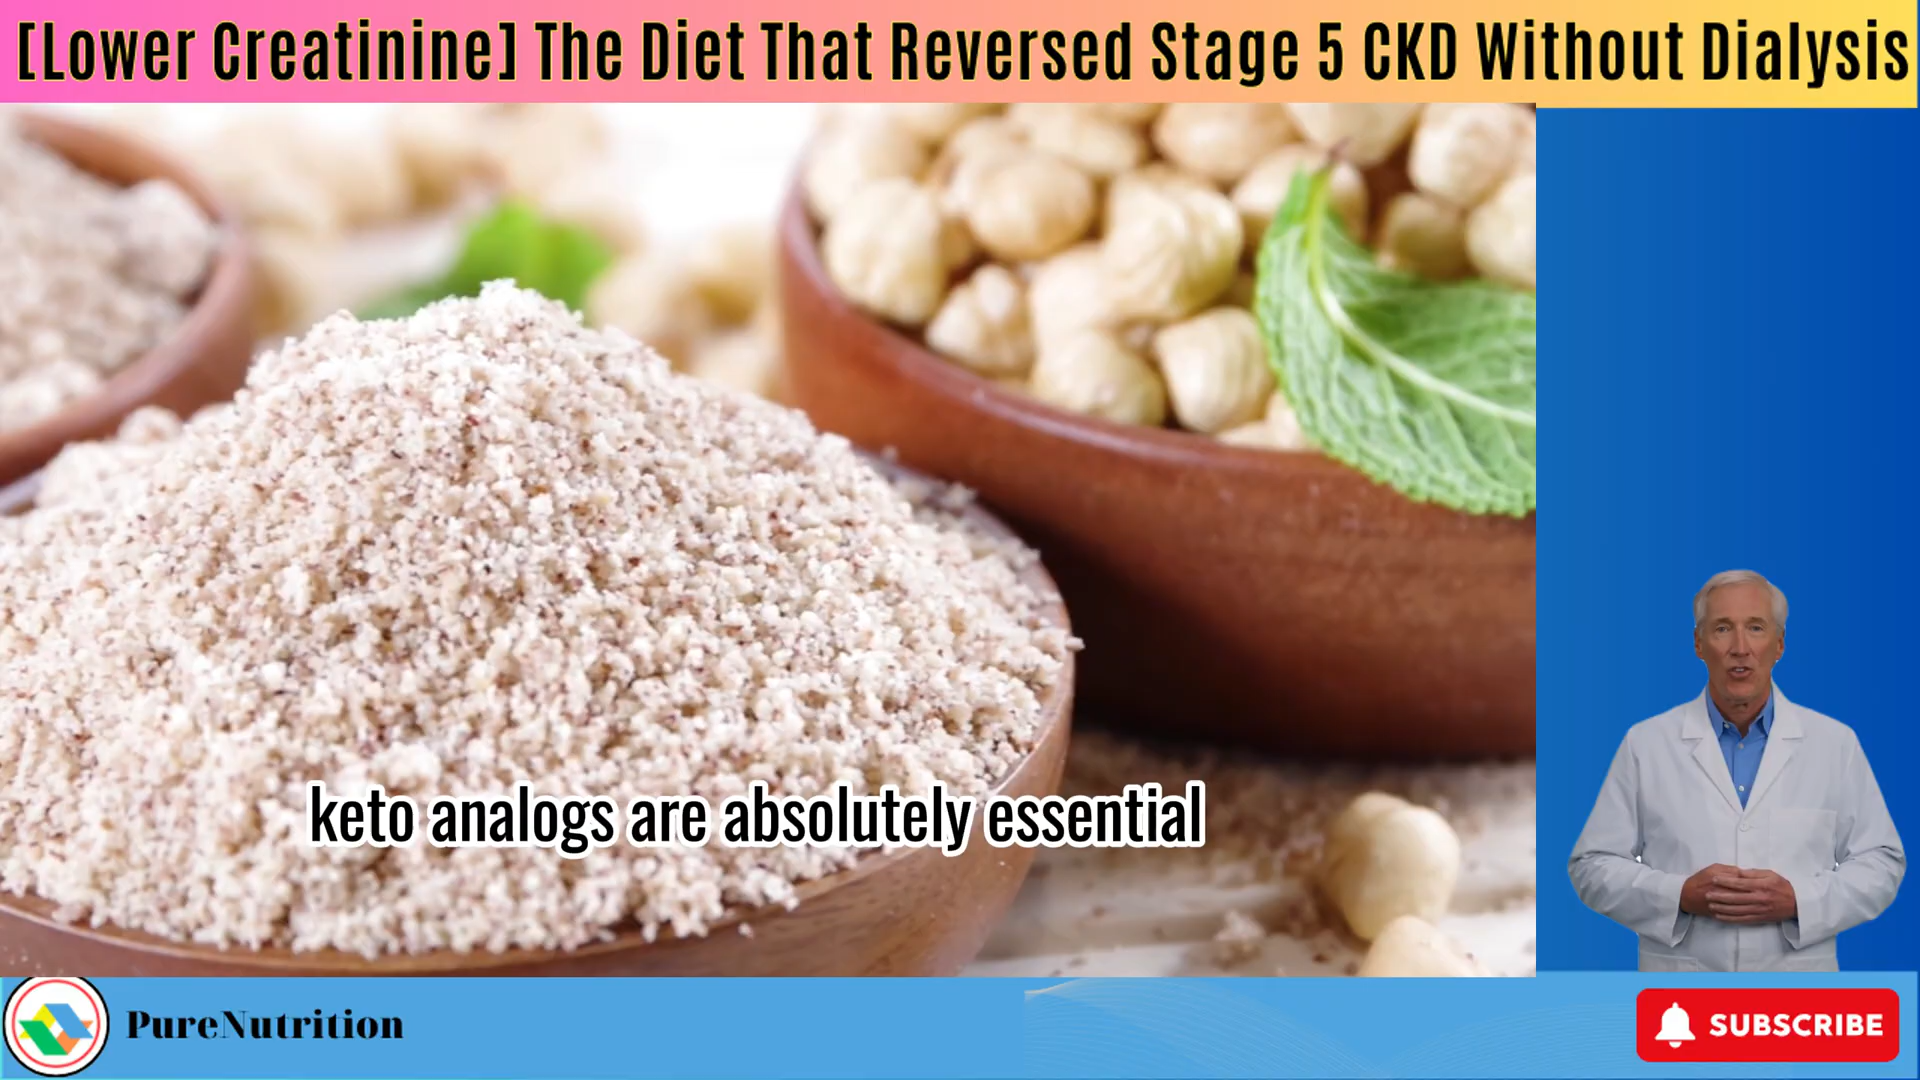 [Lower Creatinine] The Diet That Reversed Stage 5 CKD Without Dialysis
keto analogs are absolutely essential
PureNutrition
SUBSCRIBE